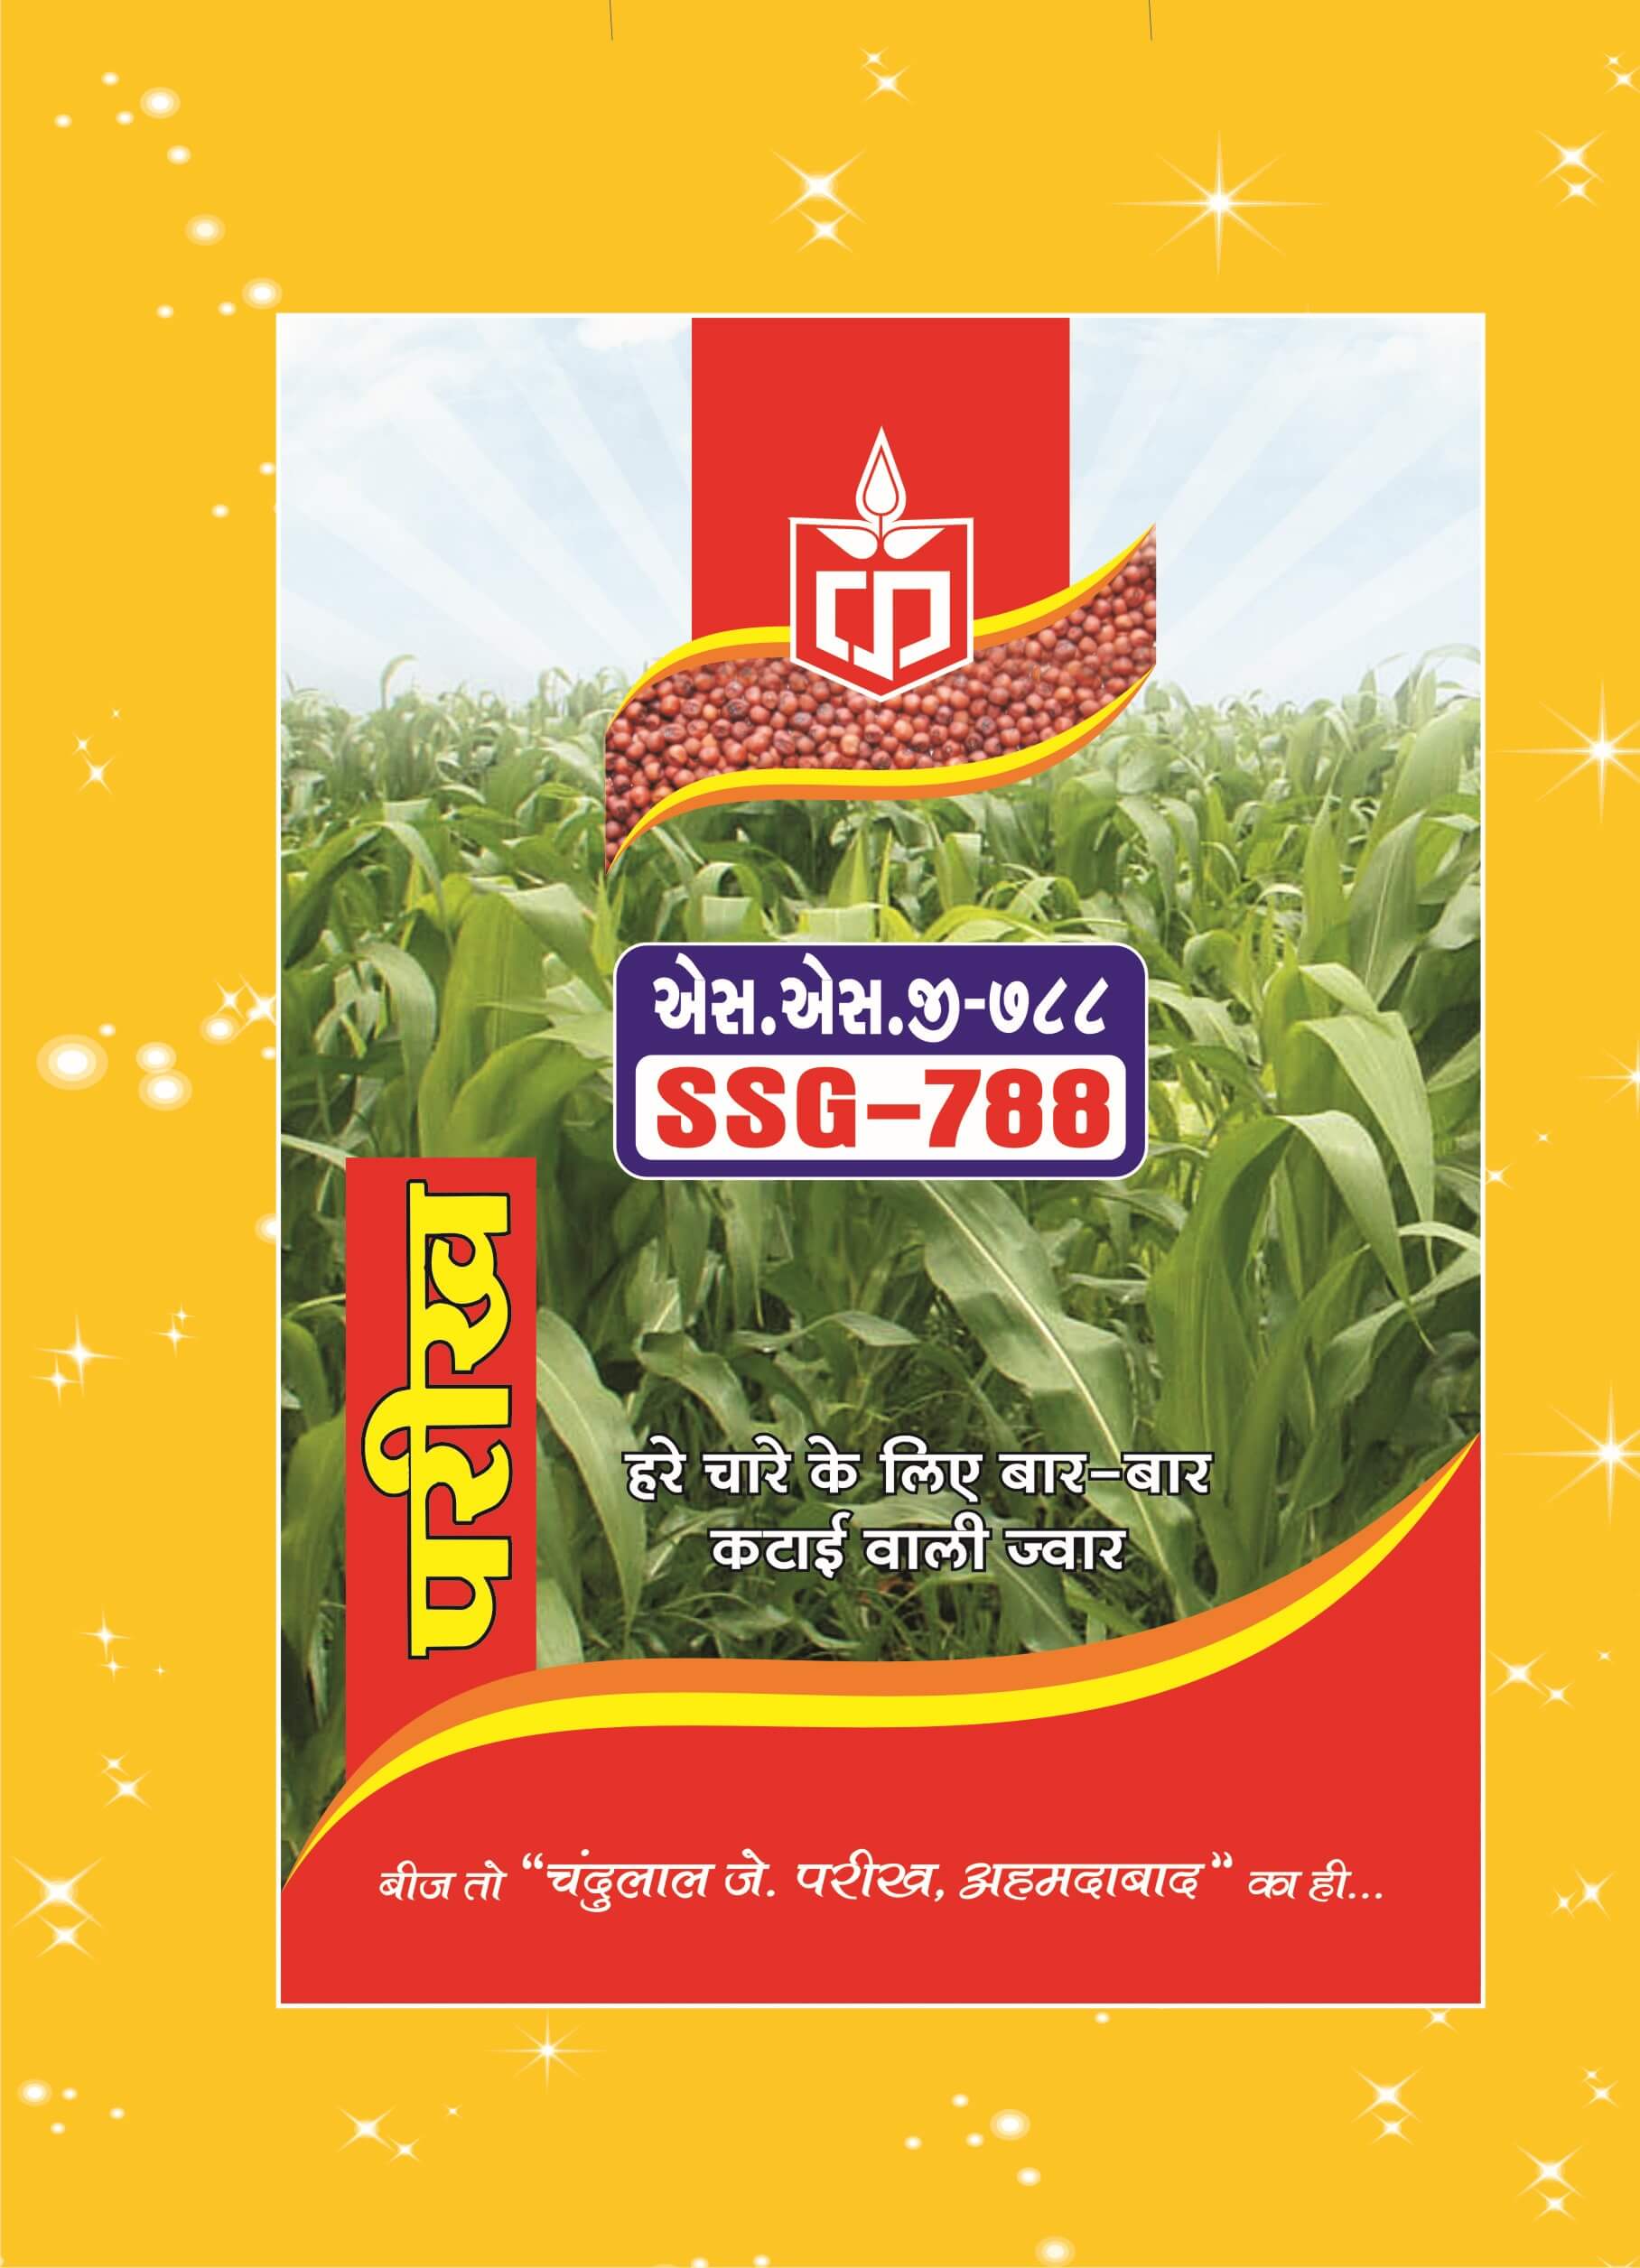 એસ.એસ.જી-૭૮૮
SSG-788
परीख
हरे चारे के लिए बार-बार
कटाई वाली ज्वार
बीज तो “चंदुलाल जे. परीख, अहमदाबाद” का ही...